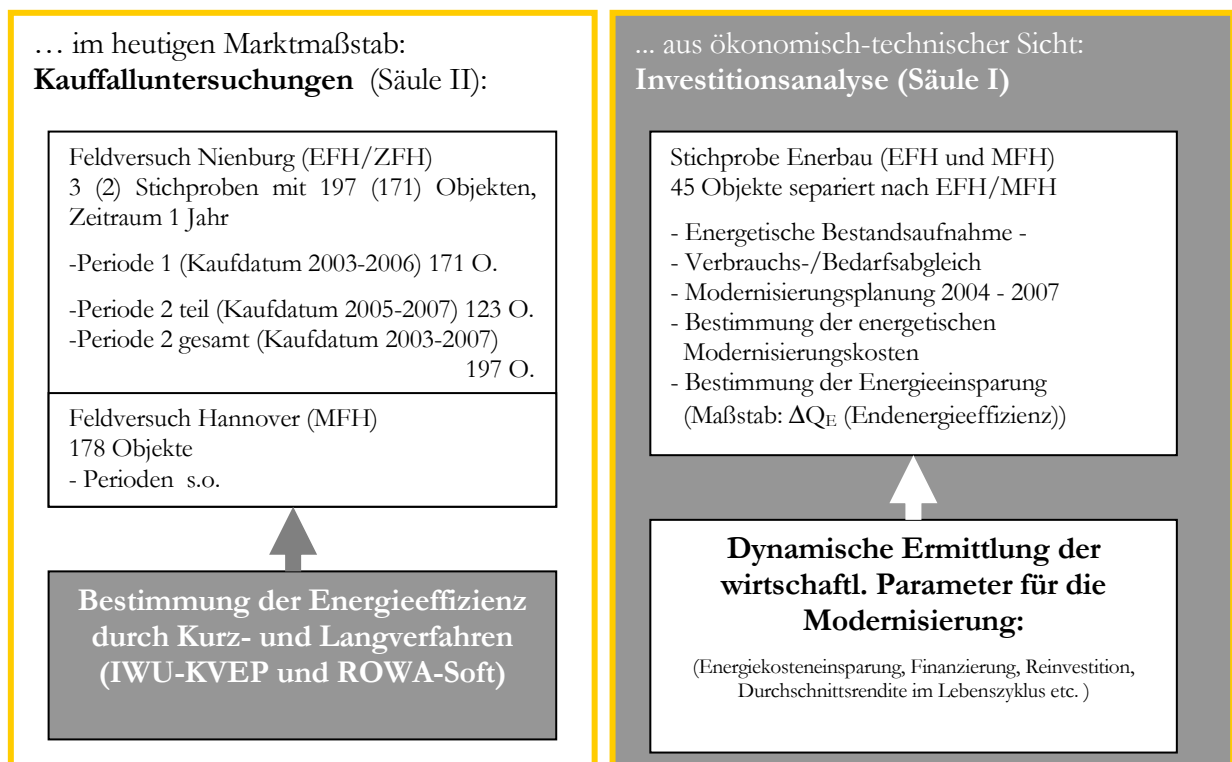 … im heutigen Marktmaßstab:
Kauffalluntersuchungen (Säule II):
Feldversuch Nienburg (EFH/ZFH)
3 (2) Stichproben mit 197 (171) Objekten,
Zeitraum 1 Jahr
-Periode 1 (Kaufdatum 2003-2006) 171 O.
-Periode 2 teil (Kaufdatum 2005-2007) 123 O.
-Periode 2 gesamt (Kaufdatum 2003-2007)
197 O.
Feldversuch Hannover (MFH)
178 Objekte
- Perioden s.o.
Bestimmung der Energieeffizienz
durch Kurz- und Langverfahren
(IWU-KVEP und ROWA-Soft)
... aus ökonomisch-technischer Sicht:
Investitionsanalyse (Säule I)
Stichprobe Enerbau (EFH und MFH)
45 Objekte separiert nach EFH/MFH
- Energetische Bestandsaufnahme -
- Verbrauchs-/Bedarfsabgleich
- Modernisierungsplanung 2004 - 2007
- Bestimmung der energetischen
Modernisierungskosten
- Bestimmung der Energieeinsparung
(Maßstab: ΔQE (Endenergieeffizienz))
Dynamische Ermittlung der
wirtschaftl. Parameter für die
Modernisierung:
(Energiekosteneinsparung, Finanzierung, Reinvestition,
Durchschnittsrendite im Lebenszyklus etc. )